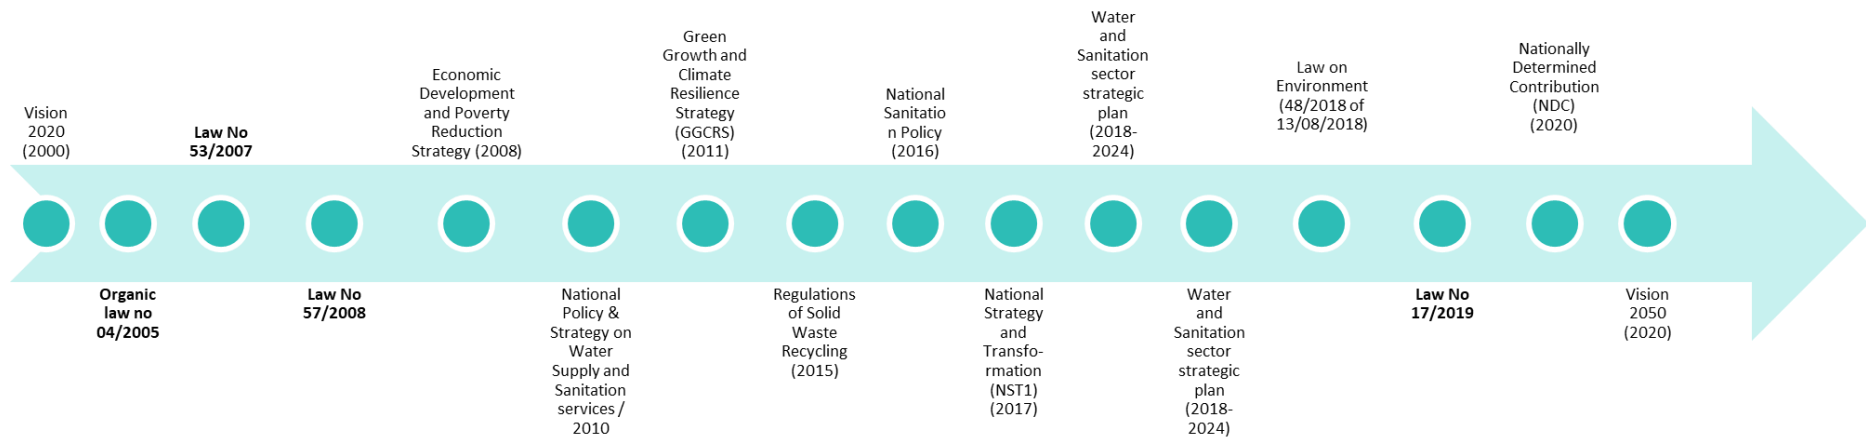 Vision
2020
(2000)
Organic
law no
04/2005
Law No
53/2007
Law No
57/2008
Economic
Development
and Poverty
Reduction
Strategy (2008)
National
Policy &
Strategy on
Water
Supply and
Sanitation
services /
2010
Green
Growth and
Climate
Resilience
Strategy
(GGCRS)
(2011)
Regulations
of Solid
Waste
Recycling
(2015)
National
Sanitatio
n Policy
(2016)
National
Strategy
and
Transfo-
rmation
(NST1)
(2017)
Water
and
Sanitation
sector
strategic
plan
(2018-
2024)
Water
and
Sanitation
sector
strategic
plan
(2018-
2024)
Law on
Environment
(48/2018 of
13/08/2018)
Law No
17/2019
Nationally
Determined
Contribution
(NDC)
(2020)
Vision
2050
(2020)